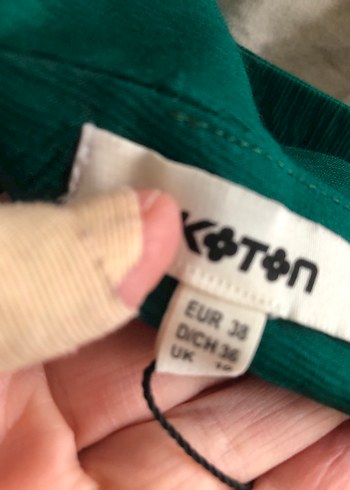 KOTON
EUR 38
D/CH 36
UK